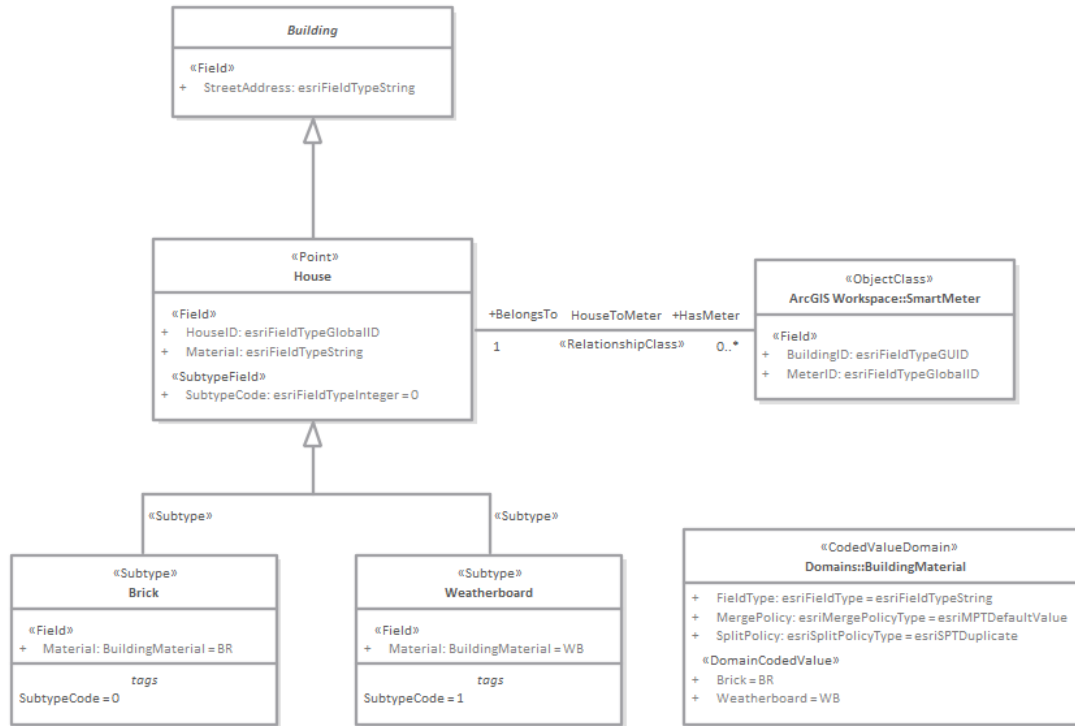 Building
«Field»
+ StreetAddress: esriFieldTypeString
«Point»
House
«Field»
+ HouseID: esriFieldTypeGlobalID
+ Material: esriFieldTypeString
«SubtypeField»
+ SubtypeCode: esriFieldTypeInteger = 0
+BelongsTo HouseToMeter +HasMeter
1 «RelationshipClass» 0..*
«ObjectClass»
ArcGIS Workspace::SmartMeter
«Field»
+ BuildingID: esriFieldTypeGUID
+ MeterID: esriFieldTypeGlobalID
«Subtype» «Subtype»
«Subtype»
Brick
«Field»
+ Material: BuildingMaterial = BR
tags
SubtypeCode = 0
«Subtype»
Weatherboard
«Field»
+ Material: BuildingMaterial = WB
tags
SubtypeCode = 1
«CodedValueDomain»
Domains::BuildingMaterial
+ FieldType: esriFieldType = esriFieldTypeString
+ MergePolicy: esriMergePolicyType = esriMPTDefaultValue
+ SplitPolicy: esriSplitPolicyType = esriSPTDuplicate
«DomainCodedValue»
+ Brick = BR
+ Weatherboard = WB